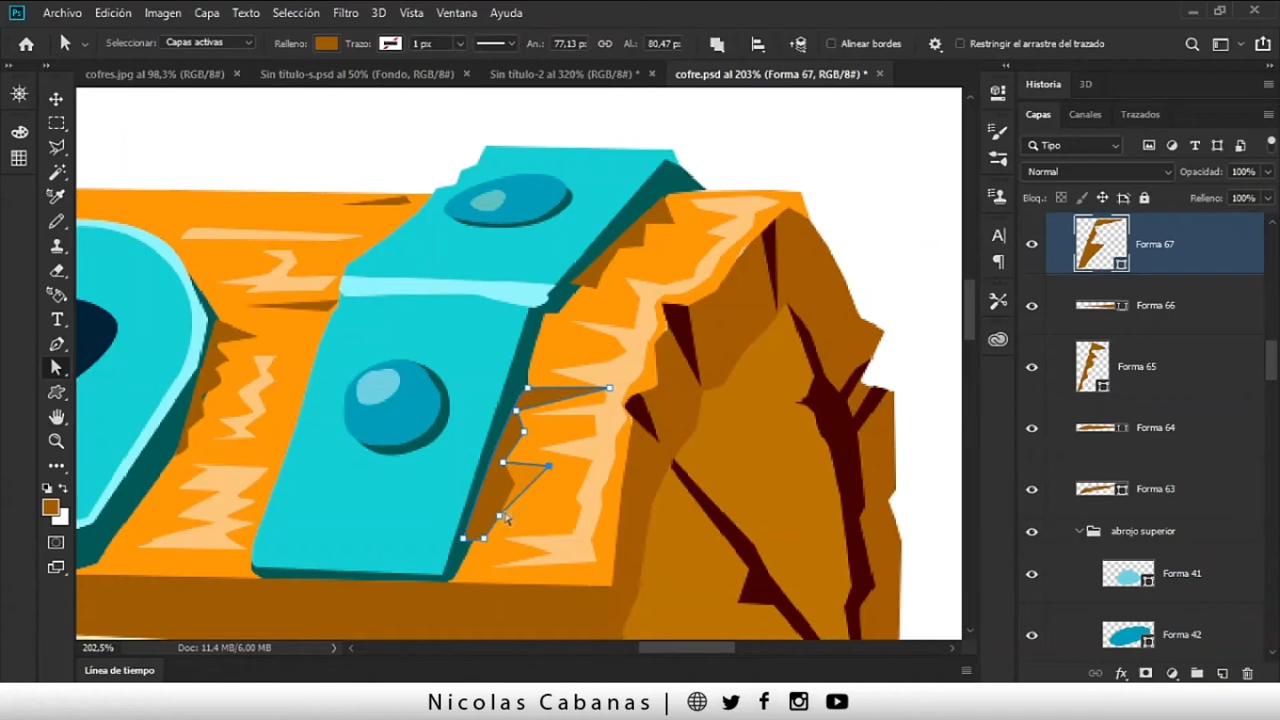 Archivo Edición Imagen Capa Texto Selección Filtro 3D Vista Ventana Ayuda
Seleccionar: Capas activas Relleno: Trazo: 1 px An.: 77,13 px Al.: 80,47 px Alinear bordes Restringir el arrastre del trazado
cofres.jpg al 98,3% (RGB/8#) × Sin título-s.psd al 50% (Fondo, RGB/8#) × Sin título-2 al 320% (RGB/8#) * × cofre.psd al 203% (Forma 67, RGB/8#) * ×
Historia 3D
Capas Canales Trazados
Tipo
Normal Opacidad: 100%
Bloq.: Relleno: 100%
Forma 67
Forma 66
Forma 65
Forma 64
Forma 63
abrojo superior
Forma 41
Forma 42
202,5% Doc: 11,4 MB/6,00 MB
Línea de tiempo
Nicolas Cabanas |